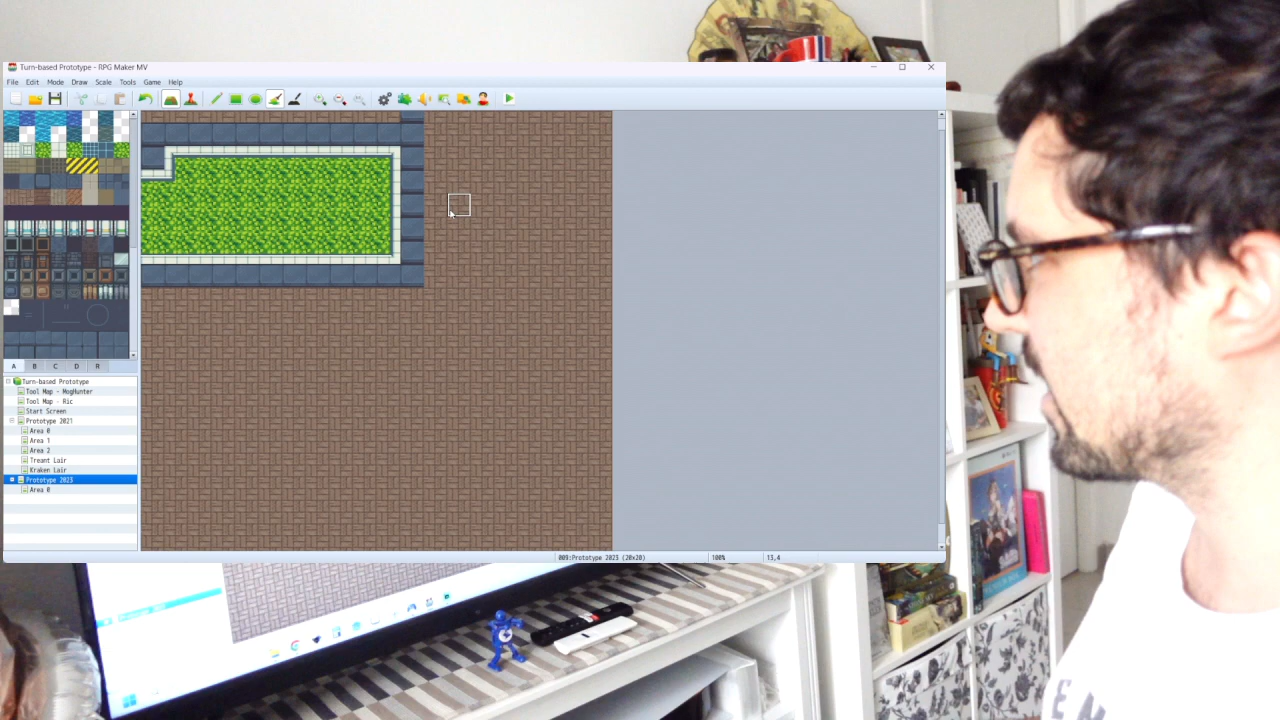 Turn-based Prototype - RPG Maker MV
File Edit Mode Draw Scale Tools Game Help
A B C D R
Turn-based Prototype
Tool Map - MogHunter
Tool Map - Ric
Start Screen
Prototype 2021
Area 0
Area 1
Area 2
Treant Lair
Kraken Lair
Prototype 2023
Area 0
009:Prototype 2023 (20x20) 100% 13,4